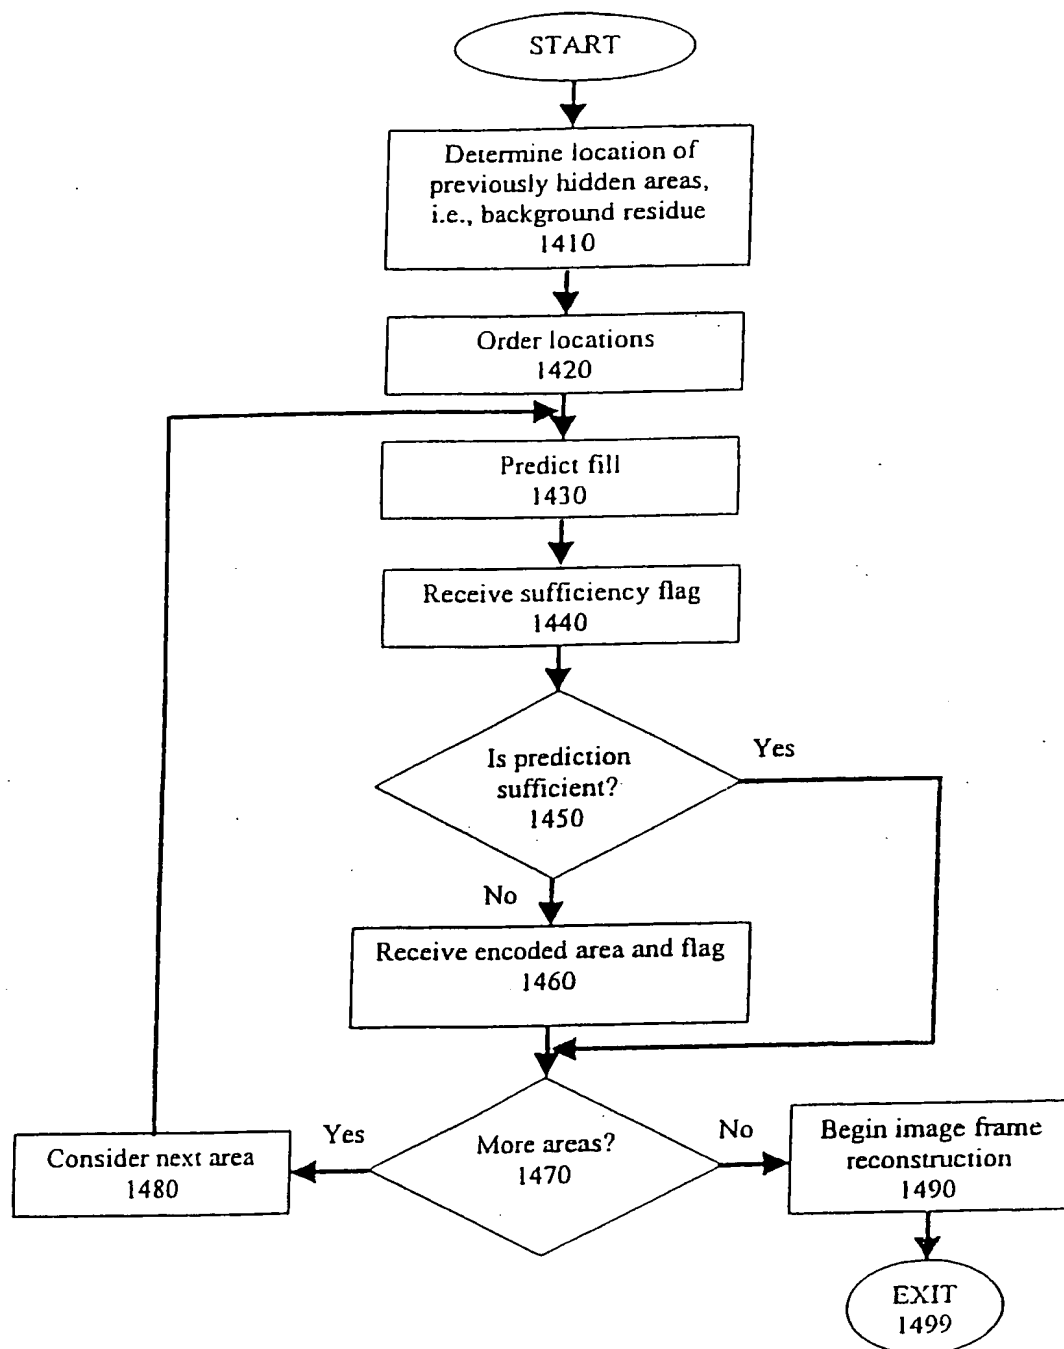 START
Determine location of
previously hidden areas,
i.e., background residue
1410
Order locations
1420
Predict fill
1430
Receive sufficiency flag
1440
Is prediction
sufficient?
1450
Yes
No
Receive encoded area and flag
1460
More areas?
1470
Yes
No
Consider next area
1480
Begin image frame
reconstruction
1490
EXIT
1499